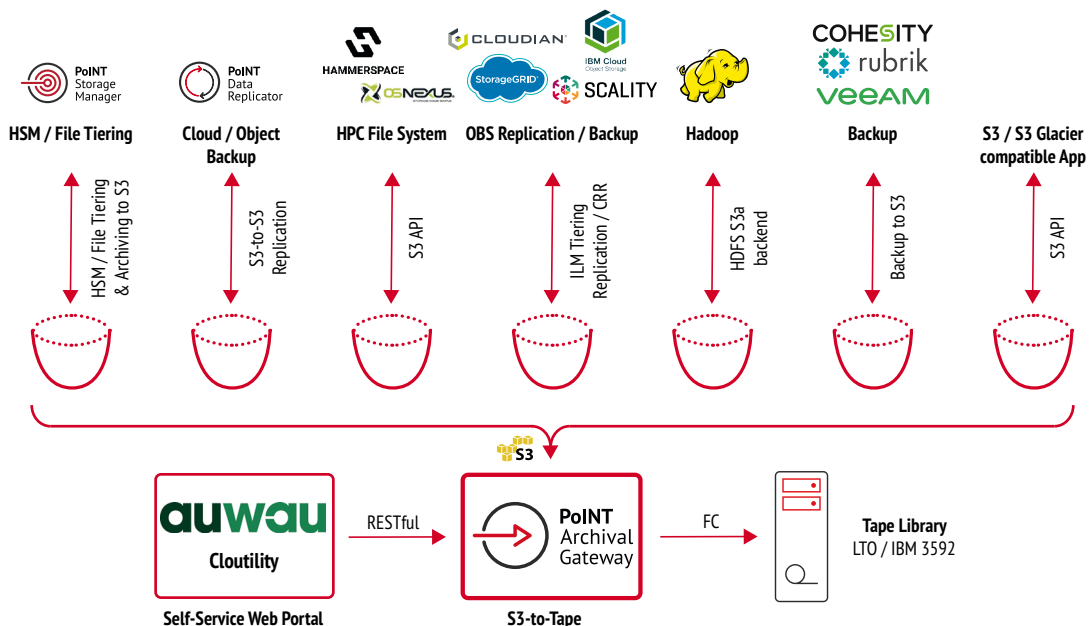 PoINT
Storage
Manager
HSM / File Tiering
PoINT
Data
Replicator
Cloud / Object
Backup
HAMMERSPACE
OSNEXUS
HPC File System
CLOUDIAN
IBM Cloud
Object Storage
StorageGRID
SCALITY
OBS Replication / Backup
Hadoop
COHESITY
rubrik
veeAM
Backup
S3 / S3 Glacier
compatible App
HSM / File Tiering
& Archiving to S3
S3-to-S3
Replication
S3 API
ILM Tiering
Replication / CRR
HDFS S3a
backend
Backup to S3
S3 API
S3
auwau
Cloutility
Self-Service Web Portal
RESTful
PoINT
Archival
Gateway
S3-to-Tape
FC
Tape Library
LTO / IBM 3592